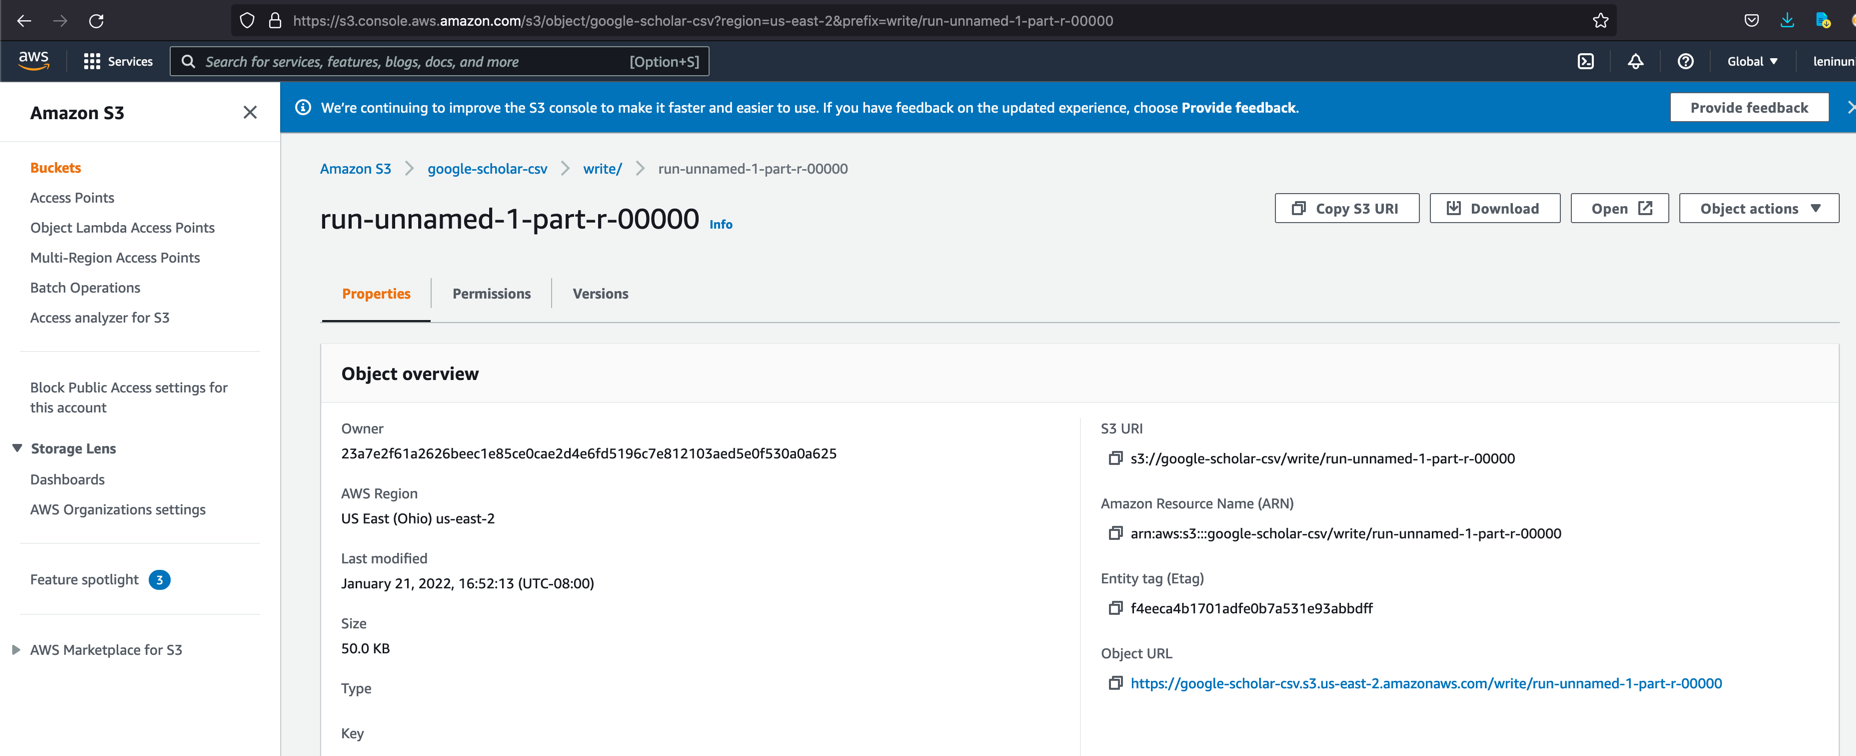 https://s3.console.aws.amazon.com/s3/object/google-scholar-csv?region=us-east-2&prefix=write/run-unnamed-1-part-r-00000
aws
Services
Search for services, features, blogs, docs, and more
[Option+S]
Global
leninun
Amazon S3
Buckets
Access Points
Object Lambda Access Points
Multi-Region Access Points
Batch Operations
Access analyzer for S3
Block Public Access settings for
this account
Storage Lens
Dashboards
AWS Organizations settings
Feature spotlight 3
AWS Marketplace for S3
We're continuing to improve the S3 console to make it faster and easier to use. If you have feedback on the updated experience, choose Provide feedback.
Provide feedback
Amazon S3 google-scholar-csv write/ run-unnamed-1-part-r-00000
run-unnamed-1-part-r-00000 Info
Copy S3 URI
Download
Open
Object actions
Properties
Permissions
Versions
Object overview
Owner
23a7e2f61a2626beec1e85ce0cae2d4e6fd5196c7e812103aed5e0f530a0a625
AWS Region
US East (Ohio) us-east-2
Last modified
January 21, 2022, 16:52:13 (UTC-08:00)
Size
50.0 KB
Type
Key
S3 URI
s3://google-scholar-csv/write/run-unnamed-1-part-r-00000
Amazon Resource Name (ARN)
arn:aws:s3:::google-scholar-csv/write/run-unnamed-1-part-r-00000
Entity tag (Etag)
f4eeca4b1701adfe0b7a531e93abbdff
Object URL
https://google-scholar-csv.s3.us-east-2.amazonaws.com/write/run-unnamed-1-part-r-00000